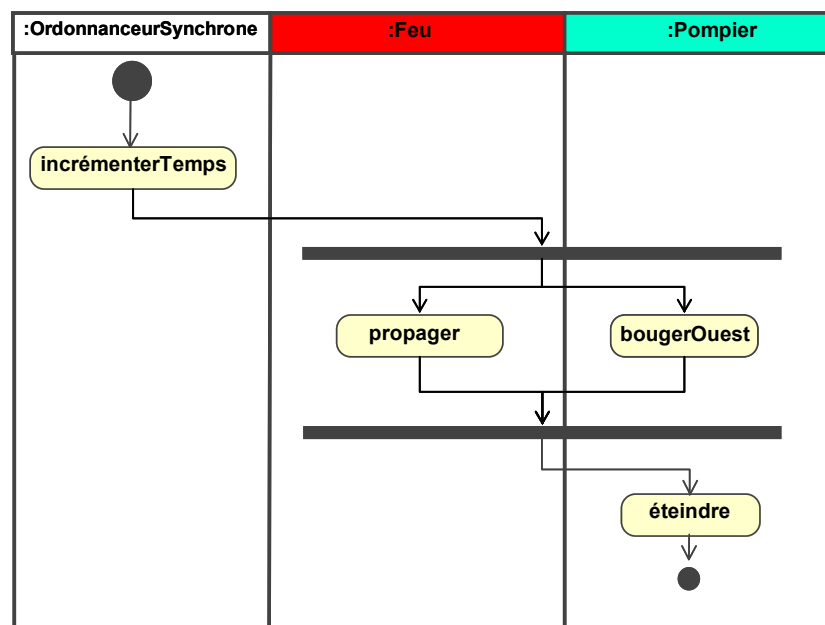 :OrdonnanceurSynchrone
:Feu
:Pompier
incrémenterTemps
propager
bougerOuest
éteindre